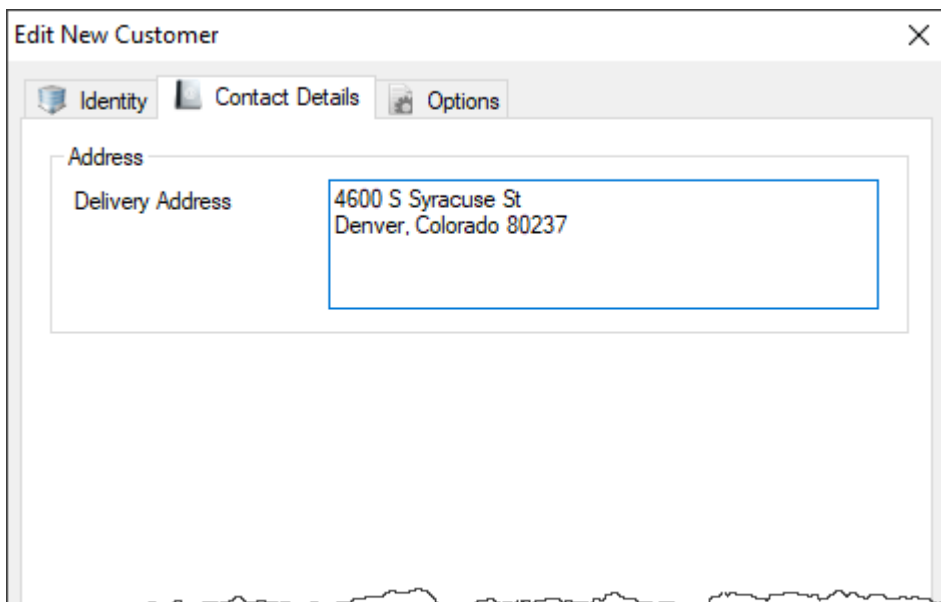 Edit New Customer
Identity
Contact Details
Options
Address
Delivery Address
4600 S Syracuse St
Denver, Colorado 80237